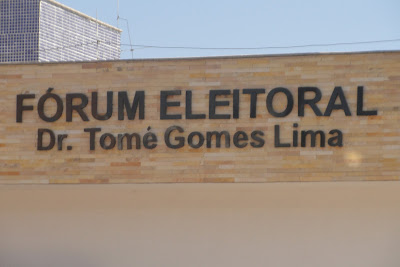 FÓRUM ELEITORAL
Dr. Tomé Gomes Lima